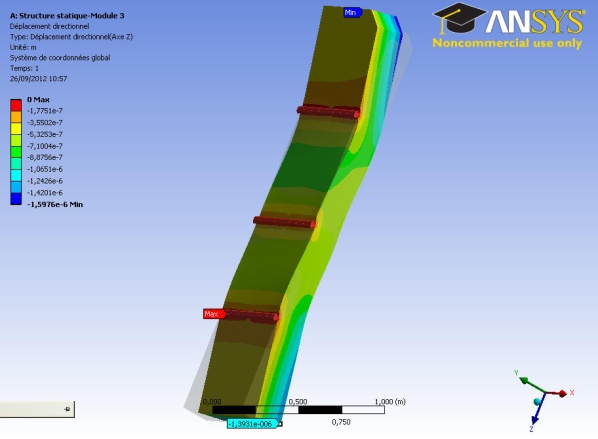 A: Structure statique-Module 3
Déplacement directionnel
Type: Déplacement directionnel(Axe Z)
Unité: m
Système de coordonnées global
Temps: 1
26/09/2012 10:57
0 Max
-1,7751e-7
-3,5502e-7
-5,3253e-7
-7,1004e-7
-8,8756e-7
-1,0651e-6
-1,2426e-6
-1,4201e-6
-1,5976e-6 Min
Min
ANSYS
Noncommercial use only
Max
0,000
0,500
1,000 (m)
0,750
-1,3931e-006
Y
X
Z